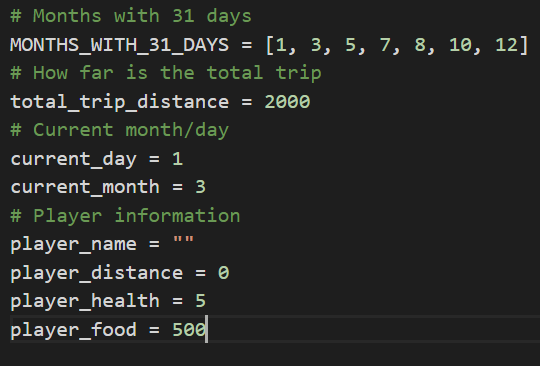 # Months with 31 days
MONTHS_WITH_31_DAYS = [1, 3, 5, 7, 8, 10, 12]
# How far is the total trip
total_trip_distance = 2000
# Current month/day
current_day = 1
current_month = 3
# Player information
player_name = ""
player_distance = 0
player_health = 5
player_food = 500